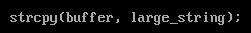 strcpy(buffer, large_string);